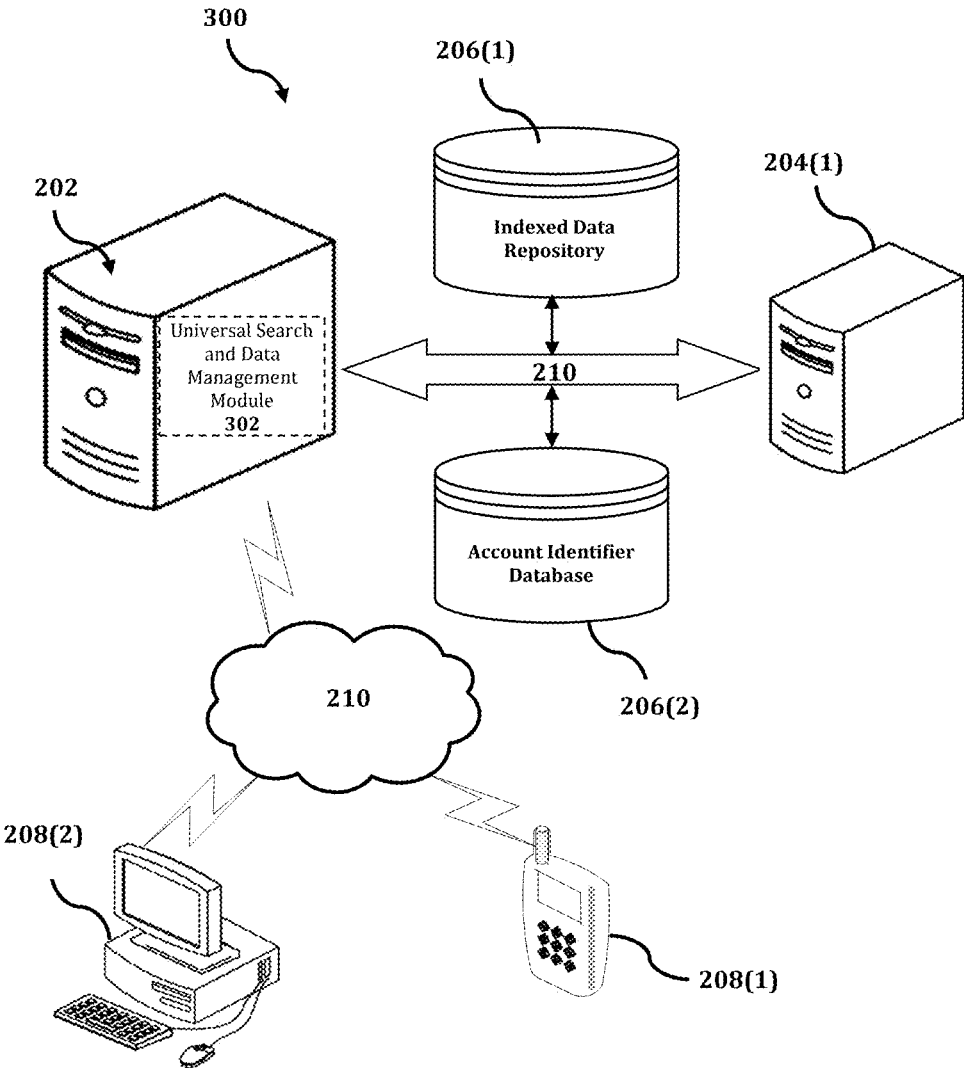 300
206(1)
204(1)
202
Indexed Data
Repository
Universal Search
and Data
Management
Module
302
210
Account Identifier
Database
206(2)
210
208(2)
208(1)